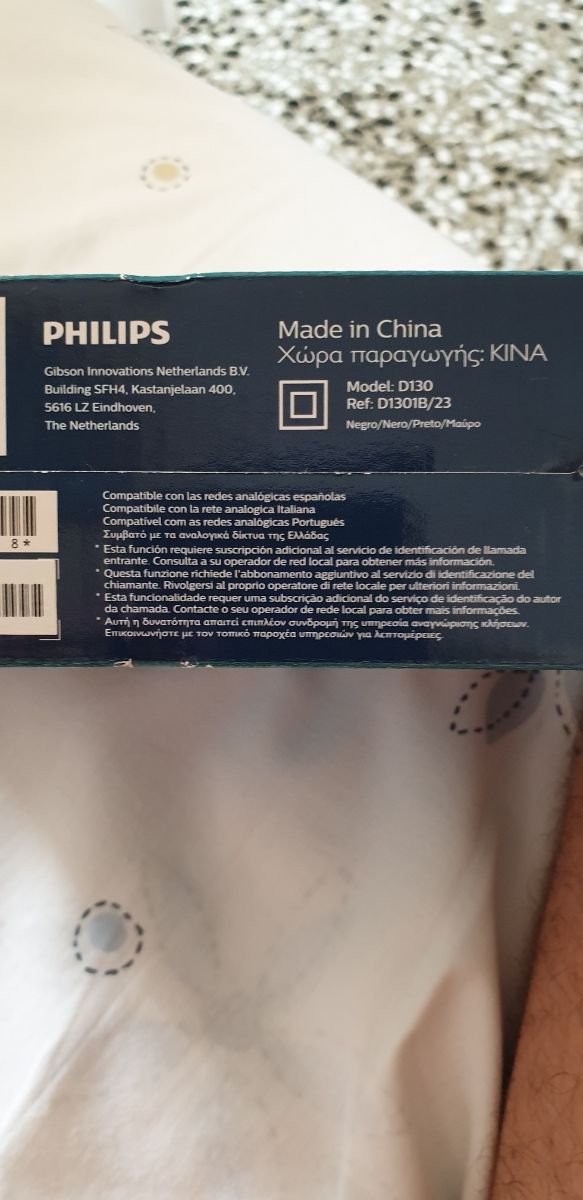 PHILIPS
Gibson Innovations Netherlands B.V.
Building SFH4, Kastanjelaan 400,
5616 LZ Eindhoven,
The Netherlands
Made in China
Χώρα παραγωγής: ΚΙΝΑ
Model: D130
Ref: D1301B/23
Negro/Nero/Preto/Μαύρο
8*
Compatible con las redes analógicas españolas
Compatibile con la rete analogica Italiana
Compatível com as redes analógicas Português
Συμβατό με τα αναλογικά δίκτυα της Ελλάδας
* Esta función requiere suscripción adicional al servicio de identificación de llamada
entrante. Consulta a su operador de red local para obtener más información.
* Questa funzione richiede l'abbonamento aggiuntivo al servizio di identificazione del
chiamante. Rivolgersi al proprio operatore di rete locale per ulteriori informazioni.
* Esta funcionalidade requer uma subscrição adicional do serviço de identificação do autor
da chamada. Contacte o seu operador de rede local para obter mais informações.
* Αυτή η δυνατότητα απαιτεί επιπλέον συνδρομή της υπηρεσία αναγνώρισης κλήσεων.
Επικοινωνήστε με τον τοπικό παροχέα υπηρεσιών για λεπτομέρειες.